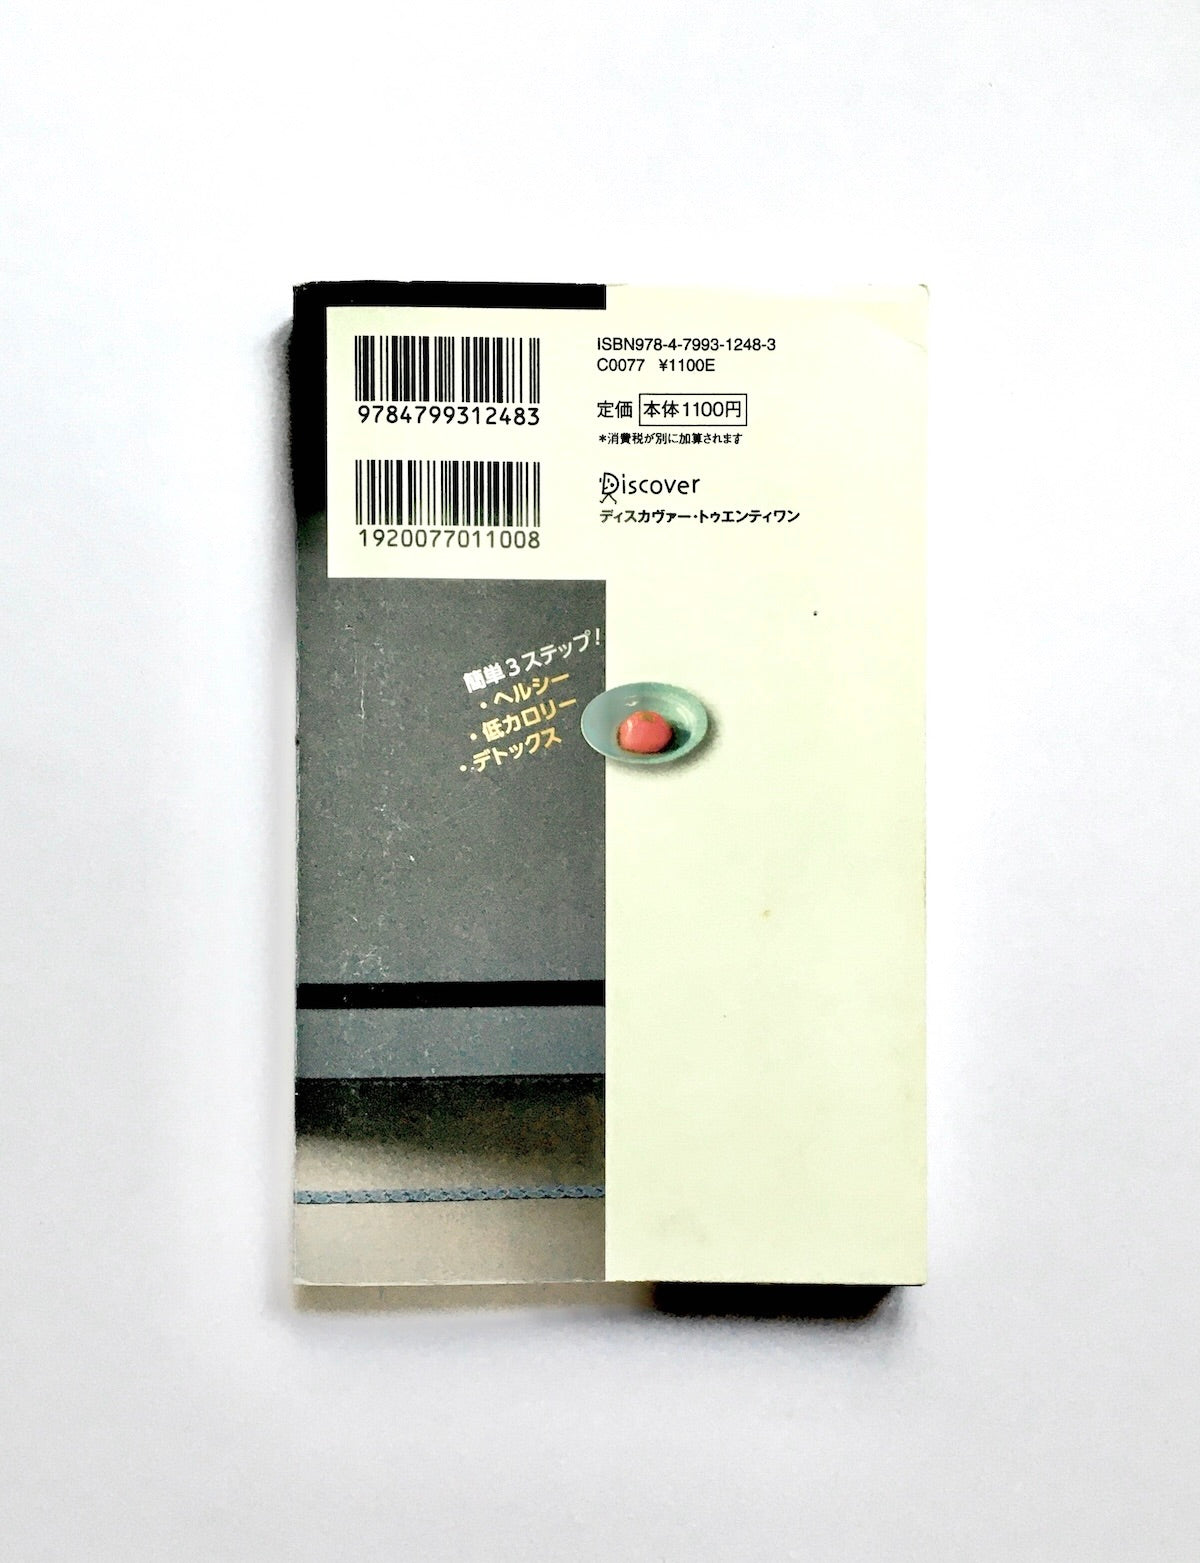 9784799312483
1920077011008
ISBN978-4-7993-1248-3
C0077 ¥1100E
定価 本体1100円
*消費税が別に加算されます
Discover
ディスカヴァー・トゥエンティワン
簡単3ステップ!
・ヘルシー
・低カロリー
・デトックス